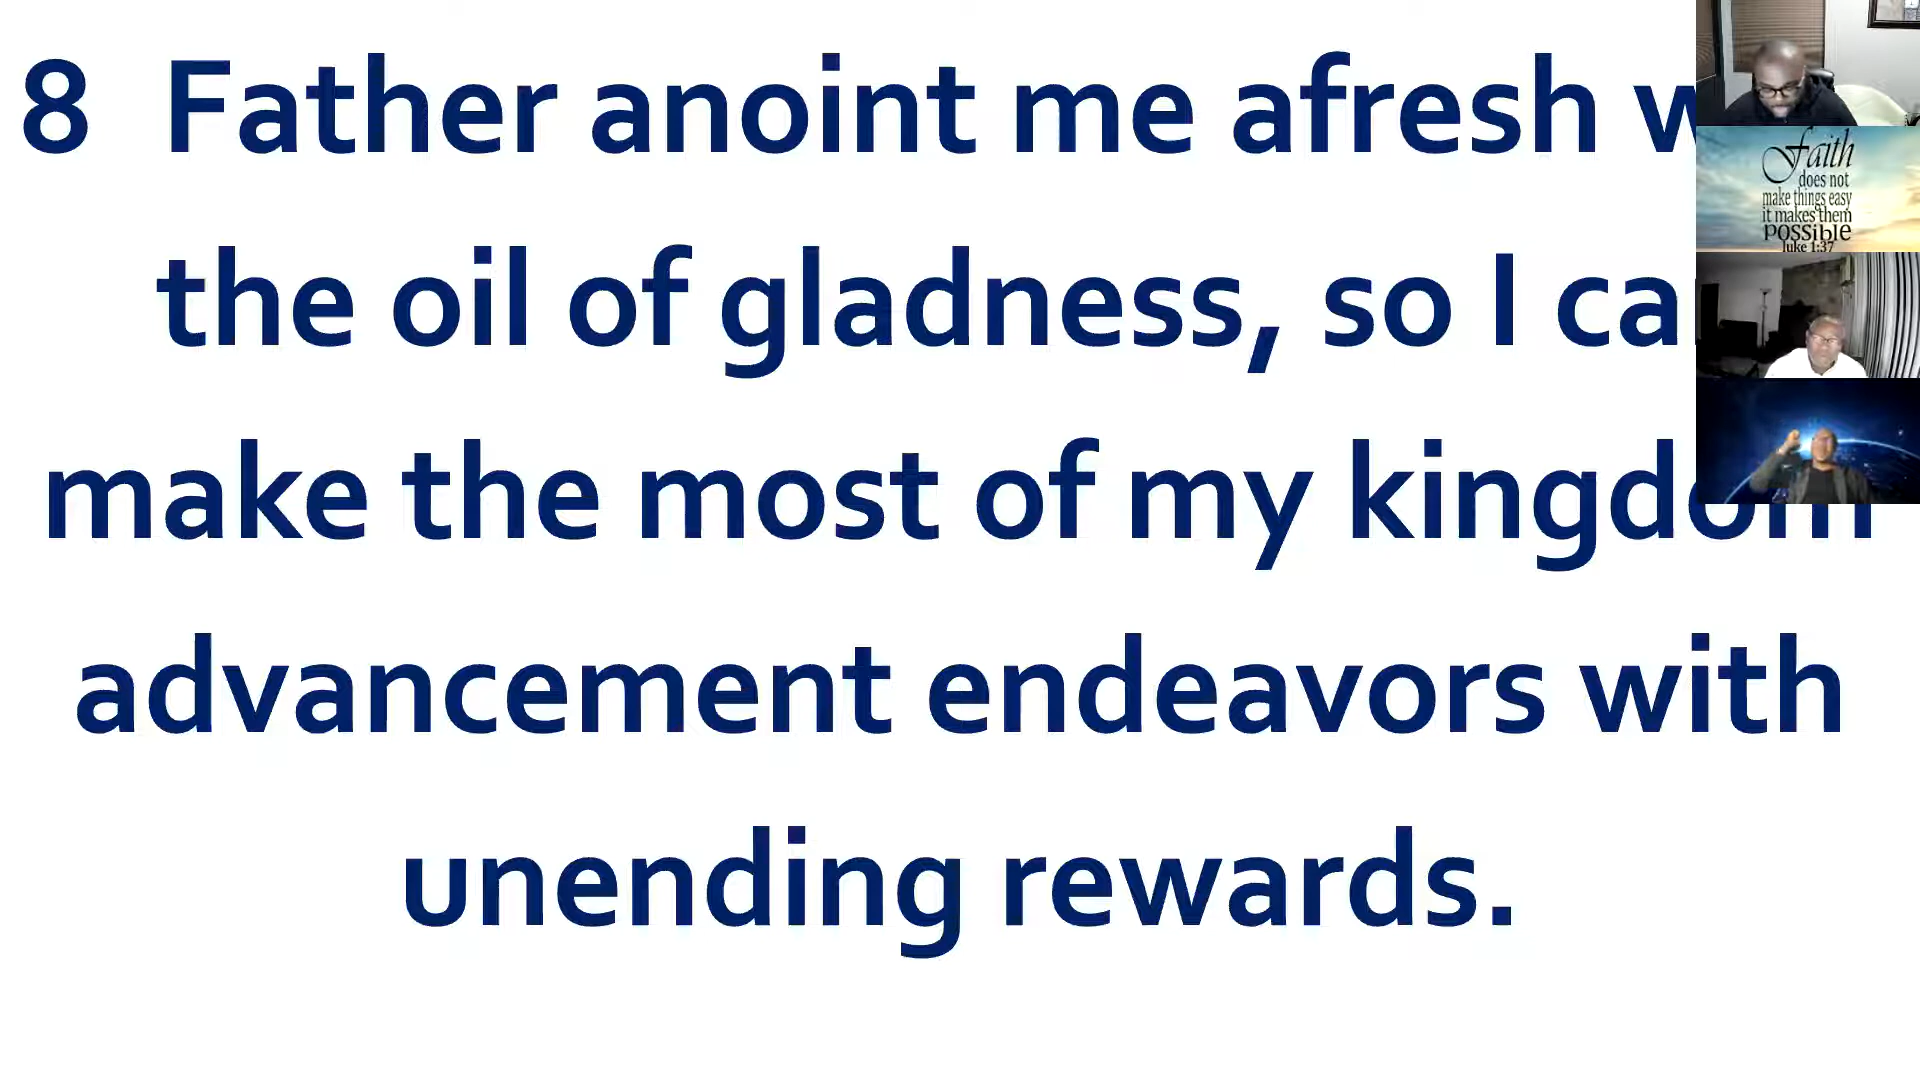 8 Father anoint me afresh
the oil of gladness, so I
make the most of my kingdom
advancement endeavors with
unending rewards.
Faith
does not
make things easy
it makes them
possible
luke 1:37